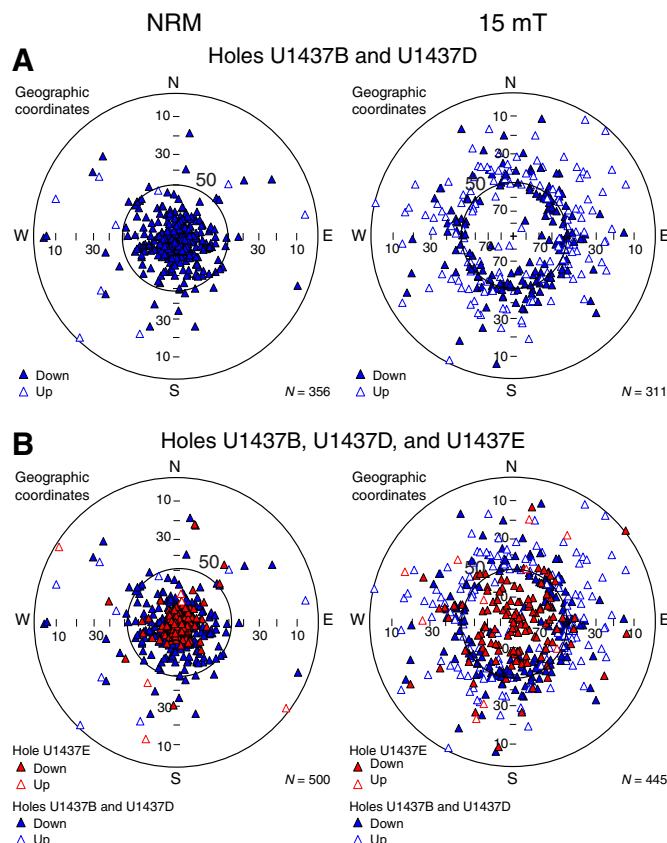 NRM 15 mT
A Holes U1437B and U1437D
Geographic coordinates
N
10
30
50
W 10 30 30 10 E
30
10
S
Down
Up
N = 356
Geographic coordinates
N
10
30
50
70
W 10 30 70 70 30 10 E
70
30
10
S
Down
Up
N = 311
B Holes U1437B, U1437D, and U1437E
Geographic coordinates
N
10
30
50
W 10 30 30 10 E
30
10
S
Hole U1437E
Down
Up
Holes U1437B and U1437D
Down
Up
N = 500
Geographic coordinates
N
10
20
50
W 10 30 30 10 E
30
10
S
Hole U1437E
Down
Up
Holes U1437B and U1437D
Down
Up
N = 445